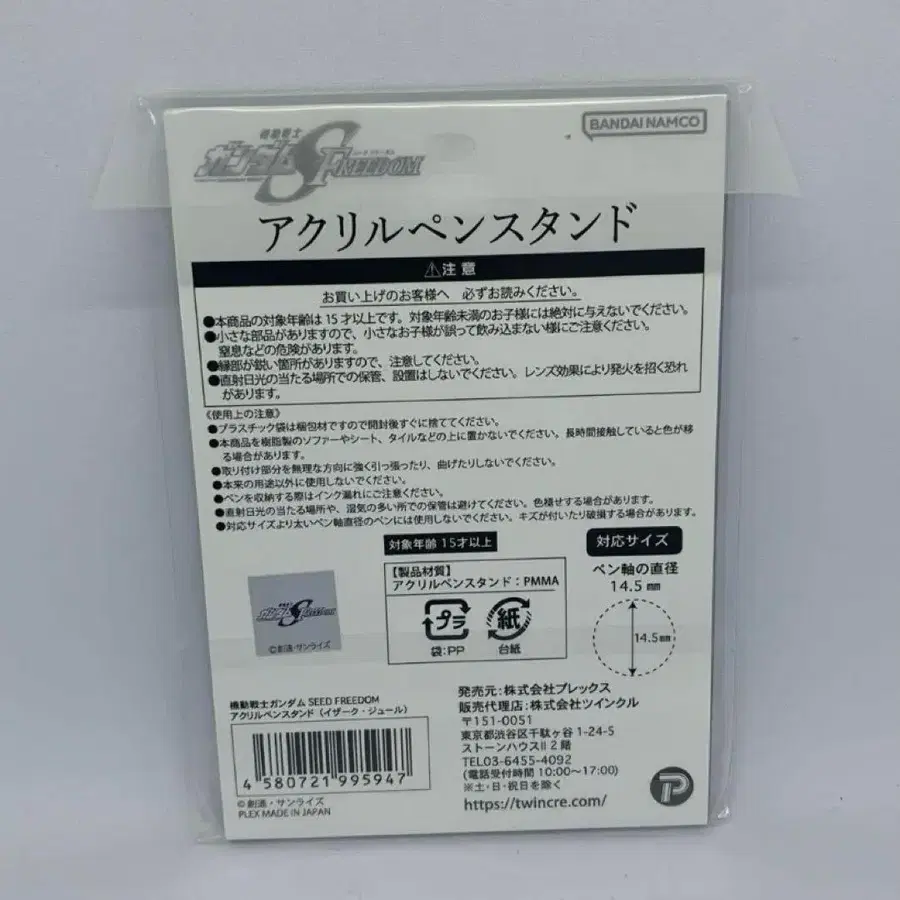 機動戦士
ガンダムSEED FREEDOM
BANDAI NAMCO
アクリルペンスタンド
⚠注意
お買い上げのお客様へ 必ずお読みください。
●本商品の対象年齢は15才以上です。対象年齢未満のお子様には絶対に与えないでください。
●小さな部品がありますので、小さなお子様が誤って飲み込まない様にご注意ください。
窒息などの危険があります。
●縁部が鋭い箇所がありますので、注意してください。
●直射日光の当たる場所での保管、設置はしないでください。レンズ効果により発火を招く恐れ
があります。
《使用上の注意》
●プラスチック袋は梱包材ですので開封後すぐに捨ててください。
●本商品を樹脂製のソファーやシート、タイルなどの上に置かないでください。長時間接触していると色が移
る場合があります。
●取り付け部分を無理な方向に強く引っ張ったり、曲げたりしないでください。
●本来の用途以外に使用しないでください。
●ペンを収納する際はインク漏れにご注意ください。
●直射日光の当たる場所や、湿気の多い所での保管は避けてください。色褪せする場合があります。
●対応サイズより太いペン軸直径のペンには使用しないでください。キズが付いたり破損する場合があります。
対象年齢 15才以上
【製品材質】
アクリルペンスタンド：PMMA
プラ
袋：PP
紙
台紙
対応サイズ
ペン軸の直径
14.5㎜
14.5㎜
©創通・サンライズ
機動戦士ガンダム SEED FREEDOM
アクリルペンスタンド（イザーク・ジュール）
4 580721 995947
©創通・サンライズ
PLEX MADE IN JAPAN
発売元：株式会社プレックス
販売代理店：株式会社ツインクル
〒151-0051
東京都渋谷区千駄ヶ谷1-24-5
ストーンハウスⅡ2階
TEL03-6455-4092
(電話受付時間 10:00〜17:00)
※土・日・祝日を除く
https://twincre.com/